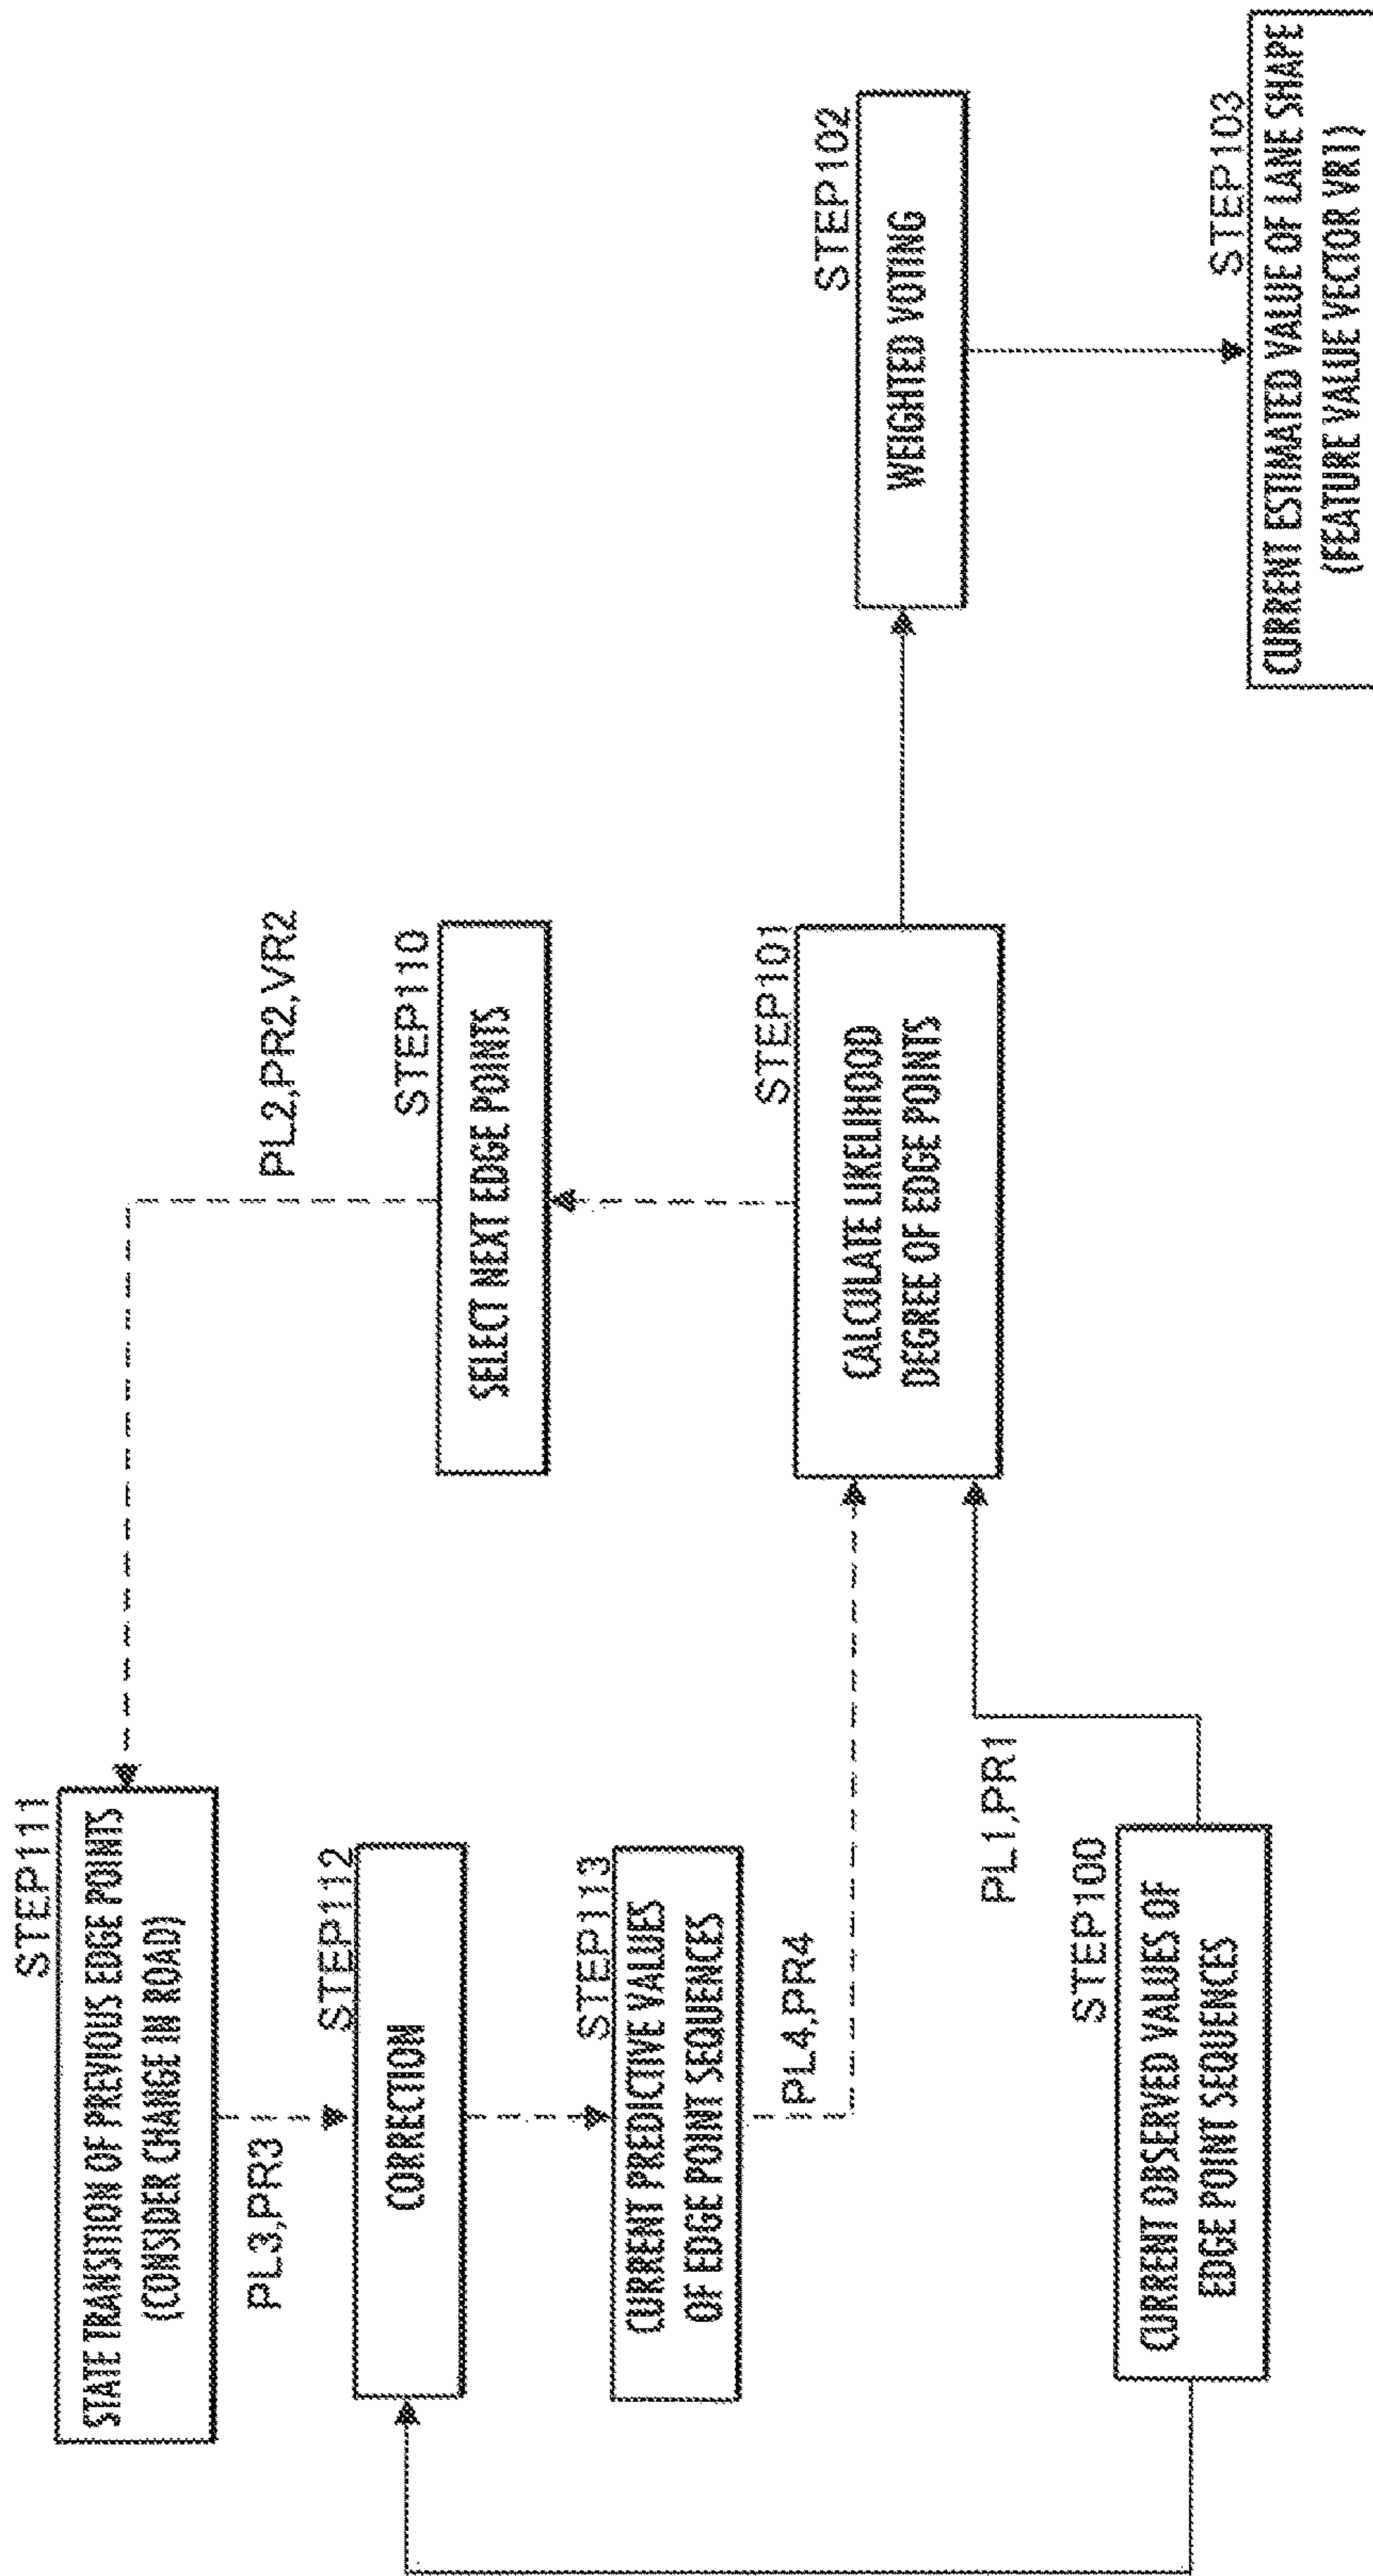 STEP111
STATE TRANSITION OF PREVIOUS EDGE POINTS
(CONSIDER CHANGE IN ROAD)
PL2,PR2,VR2
PL3,PR3
STEP112
CORRECTION
STEP110
SELECT NEXT EDGE POINTS
STEP113
CURRENT PREDICTIVE VALUES
OF EDGE POINT SEQUENCES
PL4,PR4
STEP101
CALCULATE LIKELIHOOD
DEGREE OF EDGE POINTS
STEP102
WEIGHTED VOTING
PL1,PR1
STEP100
CURRENT OBSERVED VALUES OF
EDGE POINT SEQUENCES
STEP103
CURRENT ESTIMATED VALUE OF LANE SHAPE
(FEATURE VALUE VECTOR VR1)